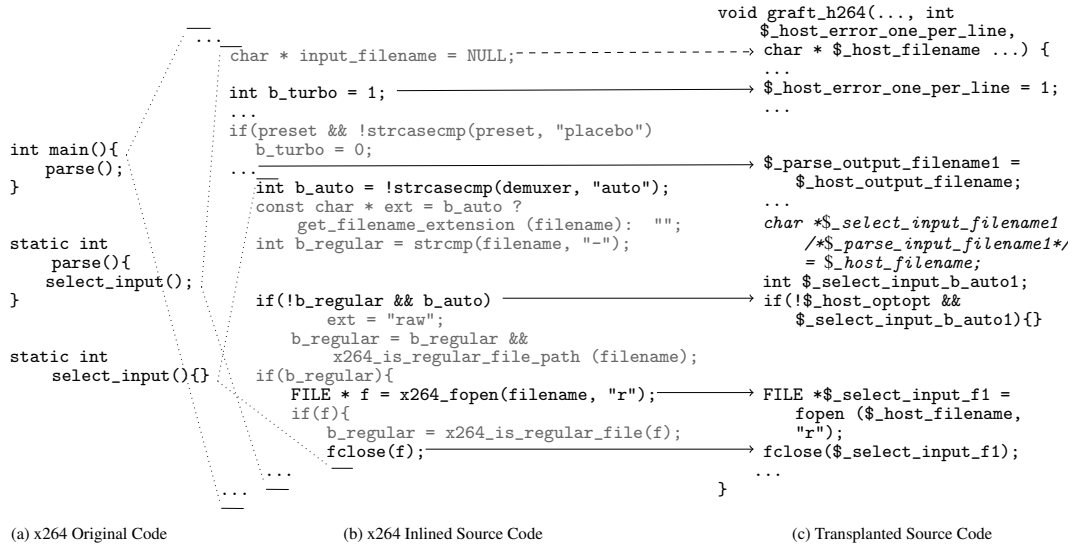 int main(){
parse();
}
static int
parse(){
select_input();
}
static int
select_input(){}
...
char * input_filename = NULL;
int b_turbo = 1;
...
if(preset && !strcasecmp(preset, "placebo")
b_turbo = 0;
...
int b_auto = !strcasecmp(demuxer, "auto");
const char * ext = b_auto ?
get_filename_extension (filename): "";
int b_regular = strcmp(filename, "-");
if(!b_regular && b_auto)
ext = "raw";
b_regular = b_regular &&
x264_is_regular_file_path (filename);
if(b_regular){
FILE * f = x264_fopen(filename, "r");
if(f){
b_regular = x264_is_regular_file(f);
fclose(f);
...
...
void graft_h264(..., int
$_host_error_one_per_line,
char * $_host_filename ...) {
...
$_host_error_one_per_line = 1;
...
$_parse_output_filename1 =
$_host_output_filename;
...
char *$_select_input_filename1
/*$_parse_input_filename1*/
= $_host_filename;
int $_select_input_b_auto1;
if(!$_host_optopt &&
$_select_input_b_auto1){}
FILE *$_select_input_f1 =
fopen ($_host_filename,
"r");
fclose($_select_input_f1);
...
}
(a) x264 Original Code
(b) x264 Inlined Source Code
(c) Transplanted Source Code